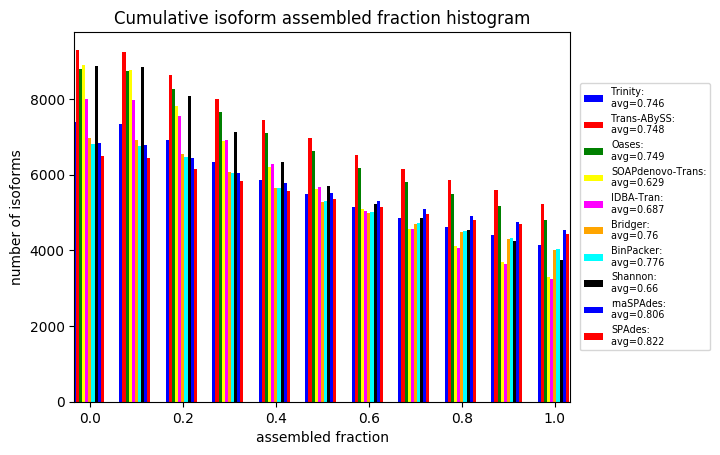 Cumulative isoform assembled fraction histogram
number of isoforms
8000
6000
4000
2000
0
0.0 0.2 0.4 0.6 0.8 1.0
assembled fraction
Trinity:
avg=0.746
Trans-ABySS:
avg=0.748
Oases:
avg=0.749
SOAPdenovo-Trans:
avg=0.629
IDBA-Tran:
avg=0.687
Bridger:
avg=0.76
BinPacker:
avg=0.776
Shannon:
avg=0.66
rnaSPAdes:
avg=0.806
SPAdes:
avg=0.822